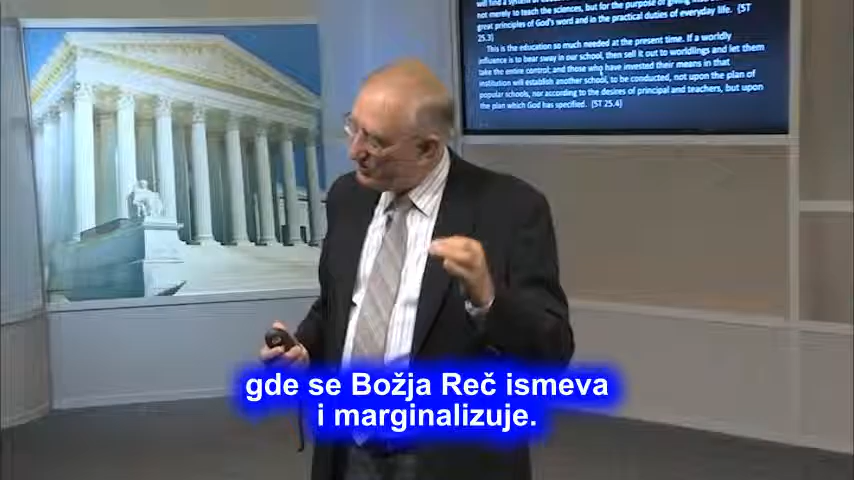 not merely to teach the sciences, but for the purpose of giving
great principles of God's word and in the practical duties of everyday life. (5T
25.3)
This is the education so much needed at the present time. If a worldly
influence is to bear sway in our school, then sell it out to worldlings and let them
take the entire control; and those who have invested their means in that
institution will establish another school, to be conducted, not upon the plan of
popular schools, nor according to the desires of principal and teachers, but upon
the plan which God has specified. (5T 25.4)
gde se Božja Reč ismeva
i marginalizuje.